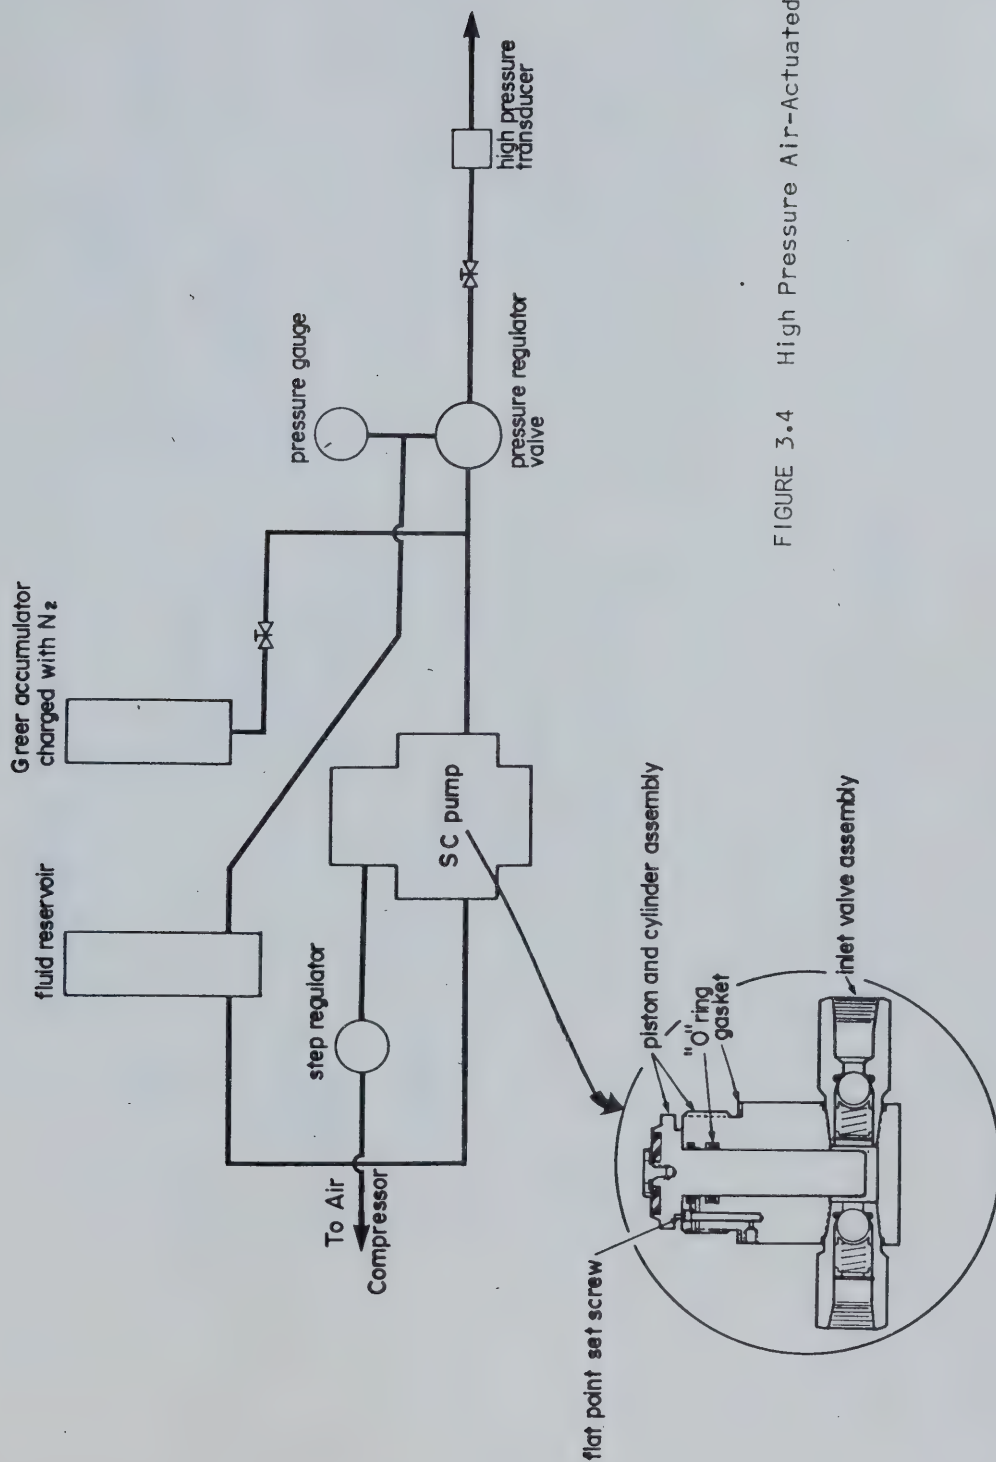 Greer accumulator
charged with N₂
fluid reservoir
pressure gauge
high pressure
transducer
pressure regulator
valve
step regulator
SC pump
To Air
Compressor
piston and cylinder assembly
"O" ring
gasket
inlet valve assembly
flat point set screw
FIGURE 3.4 High Pressure Air-Actuated